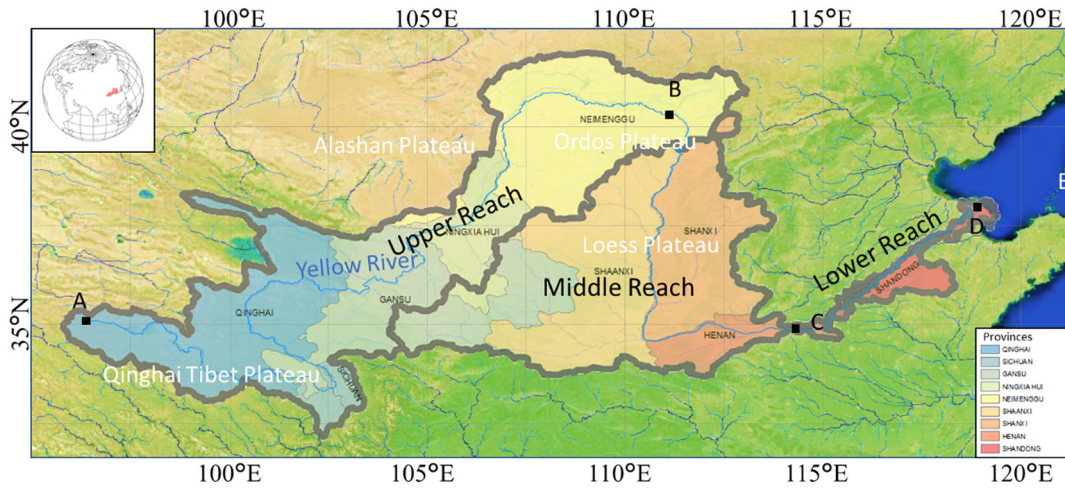 100°E 105°E 110°E 115°E 120°E
40°N
35°N
B
NEIMENGGU
Alashan Plateau
Ordos Plateau
E
Upper Reach
NINGXIA HUI
Loess Plateau
SHANXI
D
Lower Reach
Yellow River
SHAANXI
Middle Reach
SHANDONG
A
GANSU
QINGHAI
C
HENAN
Qinghai Tibet Plateau
SICHUAN
Provinces
QINGHAI
SICHUAN
GANSU
NINGXIA HUI
NEIMENGGU
SHAANXI
SHANXI
HENAN
SHANDONG
100°E 105°E 110°E 115°E 120°E